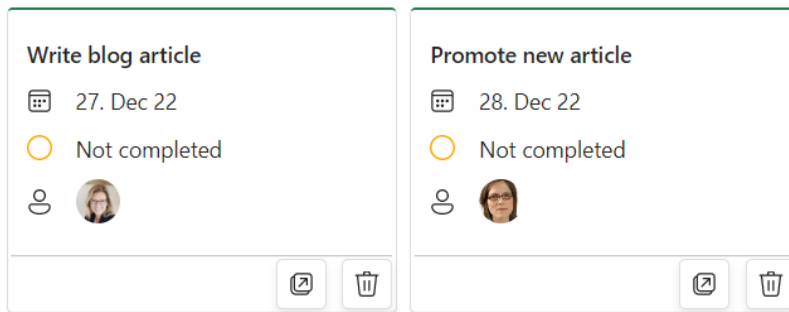 Write blog article
27. Dec 22
Not completed
Promote new article
28. Dec 22
Not completed